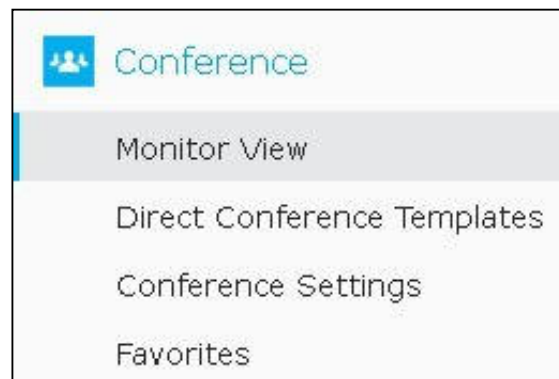 Conference
Monitor View
Direct Conference Templates
Conference Settings
Favorites